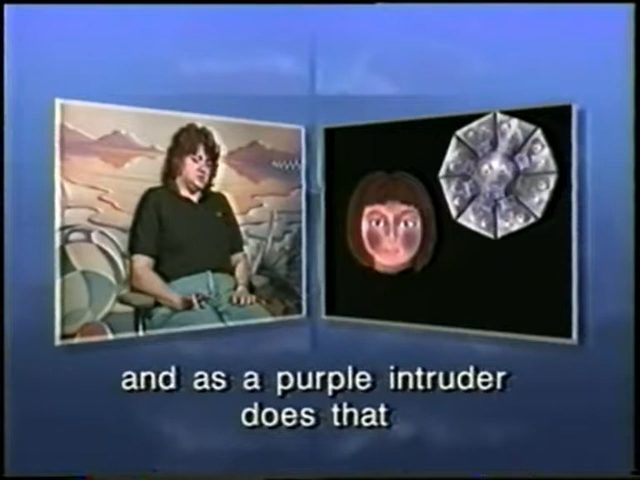 and as a purple intruder
does that